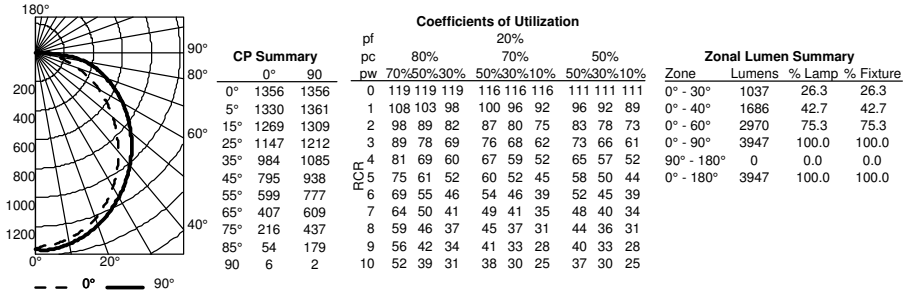 180°
90°
80°
60°
40°
20°
0°
200
400
600
800
1000
1200
0° 90°
CP Summary
0° 90
0° 1356 1356
5° 1330 1361
15° 1269 1309
25° 1147 1212
35° 984 1085
45° 795 938
55° 599 777
65° 407 609
75° 216 437
85° 54 179
90 6 2
Coefficients of Utilization
pf 20%
pc 80% 70% 50%
pw 70%50%30% 50%30%10% 50%30%10%
RCR
0 119 119 119 116 116 116 111 111 111
1 108 103 98 100 96 92 96 92 89
2 98 89 82 87 80 75 83 78 73
3 89 78 69 76 68 62 73 66 61
4 81 69 60 67 59 52 65 57 52
5 75 61 52 60 52 45 58 50 44
6 69 55 46 54 46 39 52 45 39
7 64 50 41 49 41 35 48 40 34
8 59 46 37 45 37 31 44 36 31
9 56 42 34 41 33 28 40 33 28
10 52 39 31 38 30 25 37 30 25
Zonal Lumen Summary
Zone Lumens % Lamp % Fixture
0° - 30° 1037 26.3 26.3
0° - 40° 1686 42.7 42.7
0° - 60° 2970 75.3 75.3
0° - 90° 3947 100.0 100.0
90° - 180° 0 0.0 0.0
0° - 180° 3947 100.0 100.0